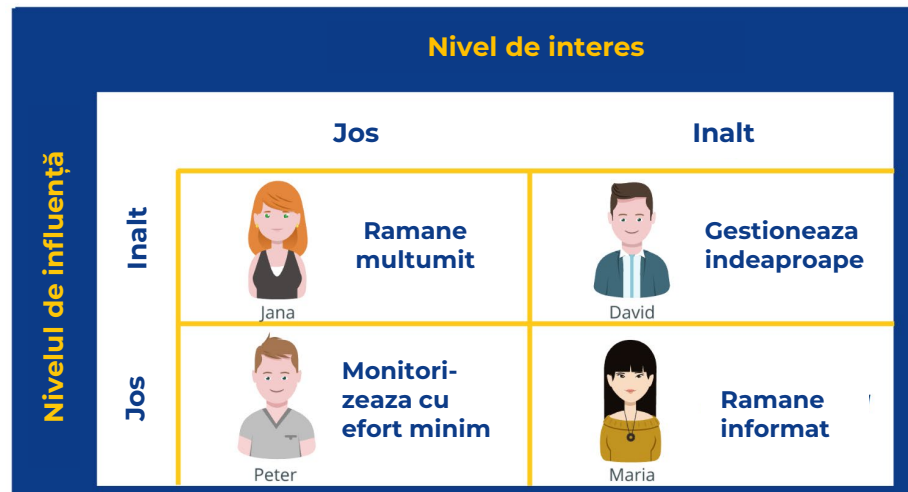 Nivel de interes
Jos
Inalt
Nivelul de influență
Inalt
Ramane
multumit
Jana
Gestioneaza
indeaproape
David
Jos
Monitori-
zeaza cu
efort minim
Peter
Ramane
informat
Maria